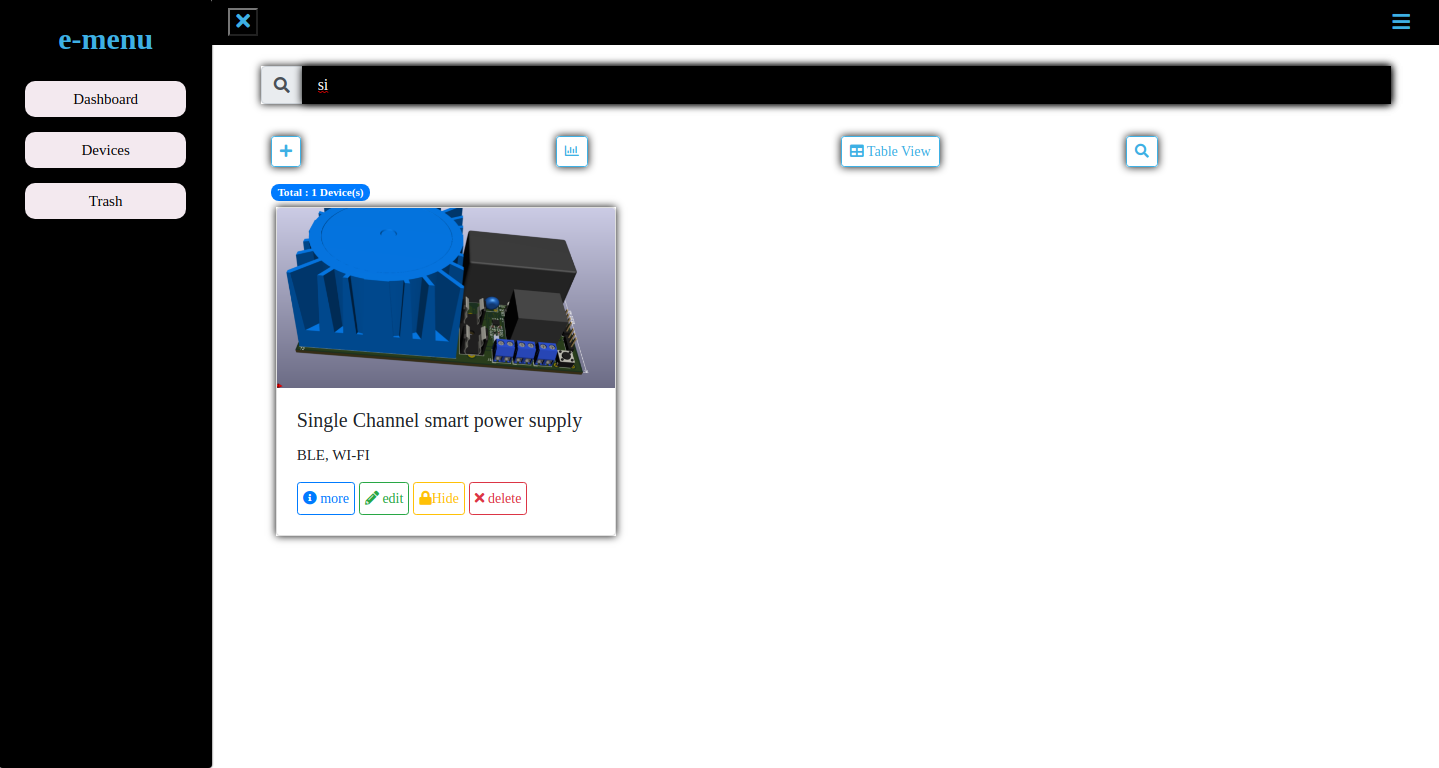 e-menu
Dashboard
Devices
Trash
si
Table View
Total : 1 Device(s)
Single Channel smart power supply
BLE, WI-FI
more edit Hide delete